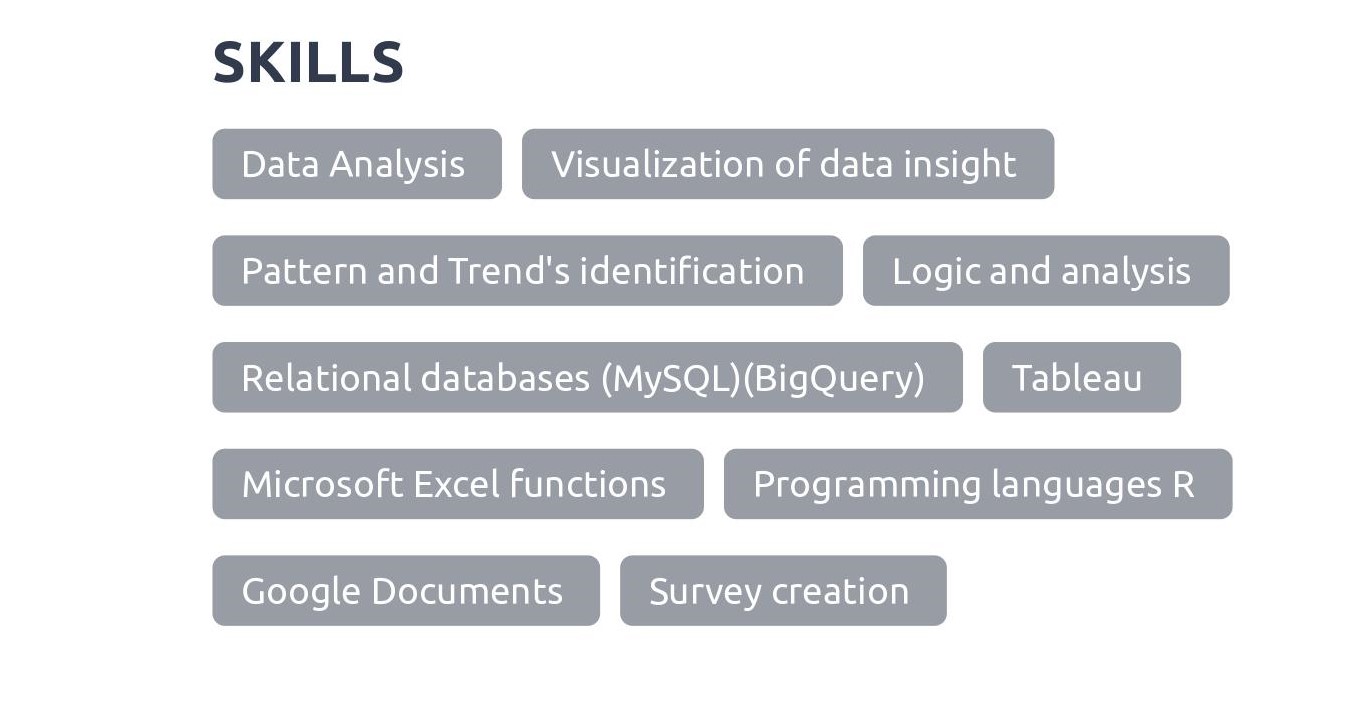 SKILLS
Data Analysis Visualization of data insight
Pattern and Trend's identification Logic and analysis
Relational databases (MySQL)(BigQuery) Tableau
Microsoft Excel functions Programming languages R
Google Documents Survey creation